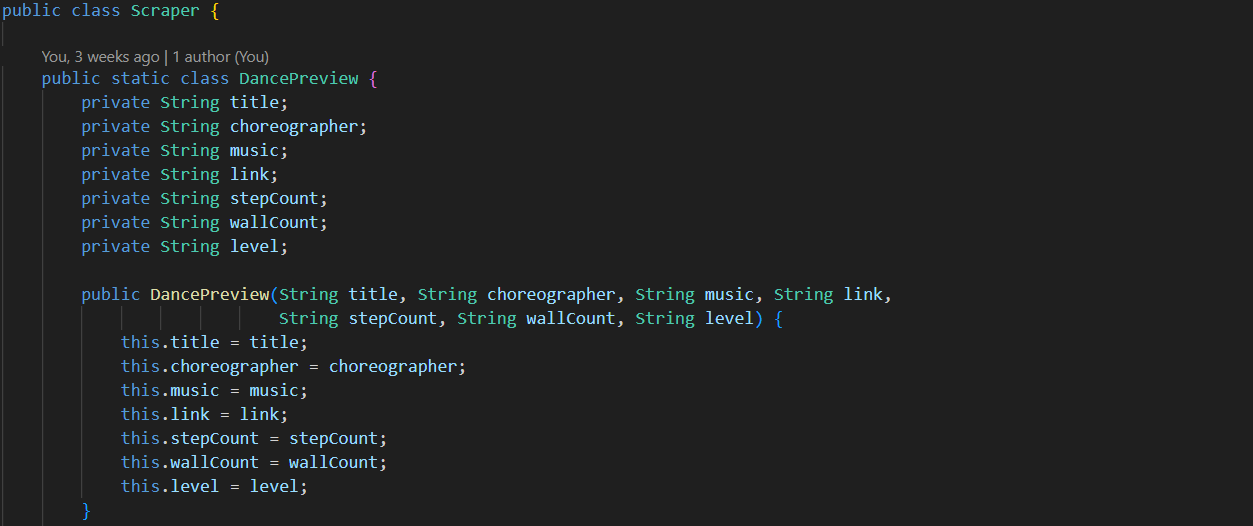 public class Scraper {
You, 3 weeks ago | 1 author (You)
public static class DancePreview {
private String title;
private String choreographer;
private String music;
private String link;
private String stepCount;
private String wallCount;
private String level;
public DancePreview(String title, String choreographer, String music, String link,
String stepCount, String wallCount, String level) {
this.title = title;
this.choreographer = choreographer;
this.music = music;
this.link = link;
this.stepCount = stepCount;
this.wallCount = wallCount;
this.level = level;
}